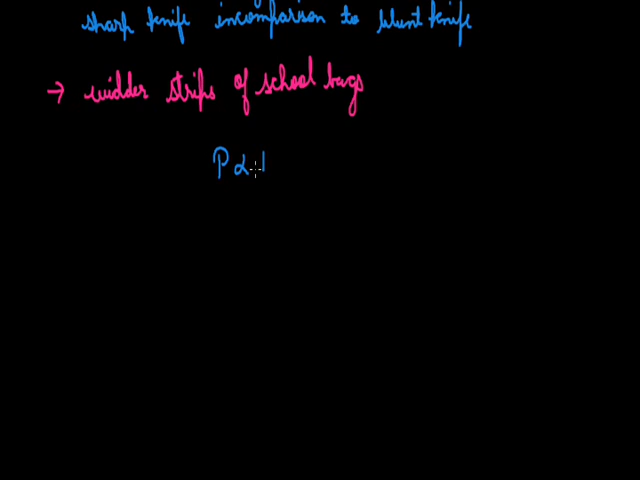 sharp knife incomparison to blunt knife
→ widder strips of school bags
P α 1